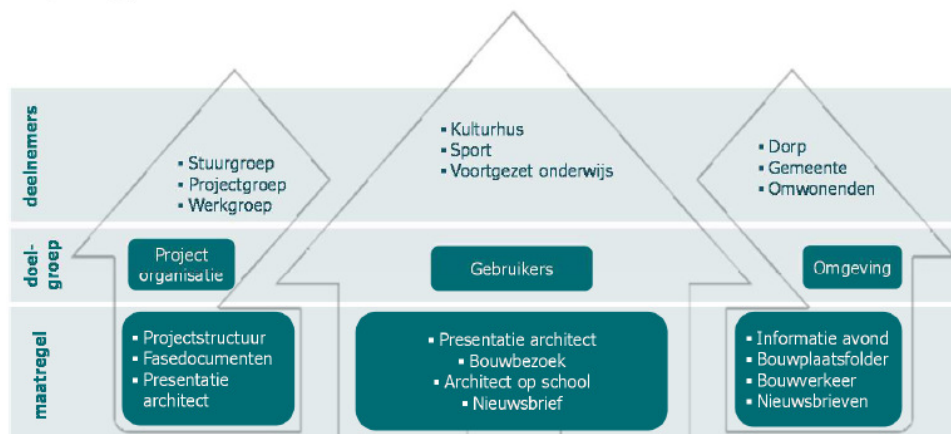 deelnemers
▪ Stuurgroep
▪ Projectgroep
▪ Werkgroep
▪ Kulturhus
▪ Sport
▪ Voortgezet onderwijs
▪ Dorp
▪ Gemeente
▪ Omwonenden
doel-
groep
Project
organisatie
Gebruikers
Omgeving
maatregel
▪ Projectstructuur
▪ Fasedocumenten
▪ Presentatie
architect
▪ Presentatie architect
▪ Bouwbezoek
▪ Architect op school
▪ Nieuwsbrief
▪ Informatie avond
▪ Bouwplaatsfolder
▪ Bouwverkeer
▪ Nieuwsbrieven